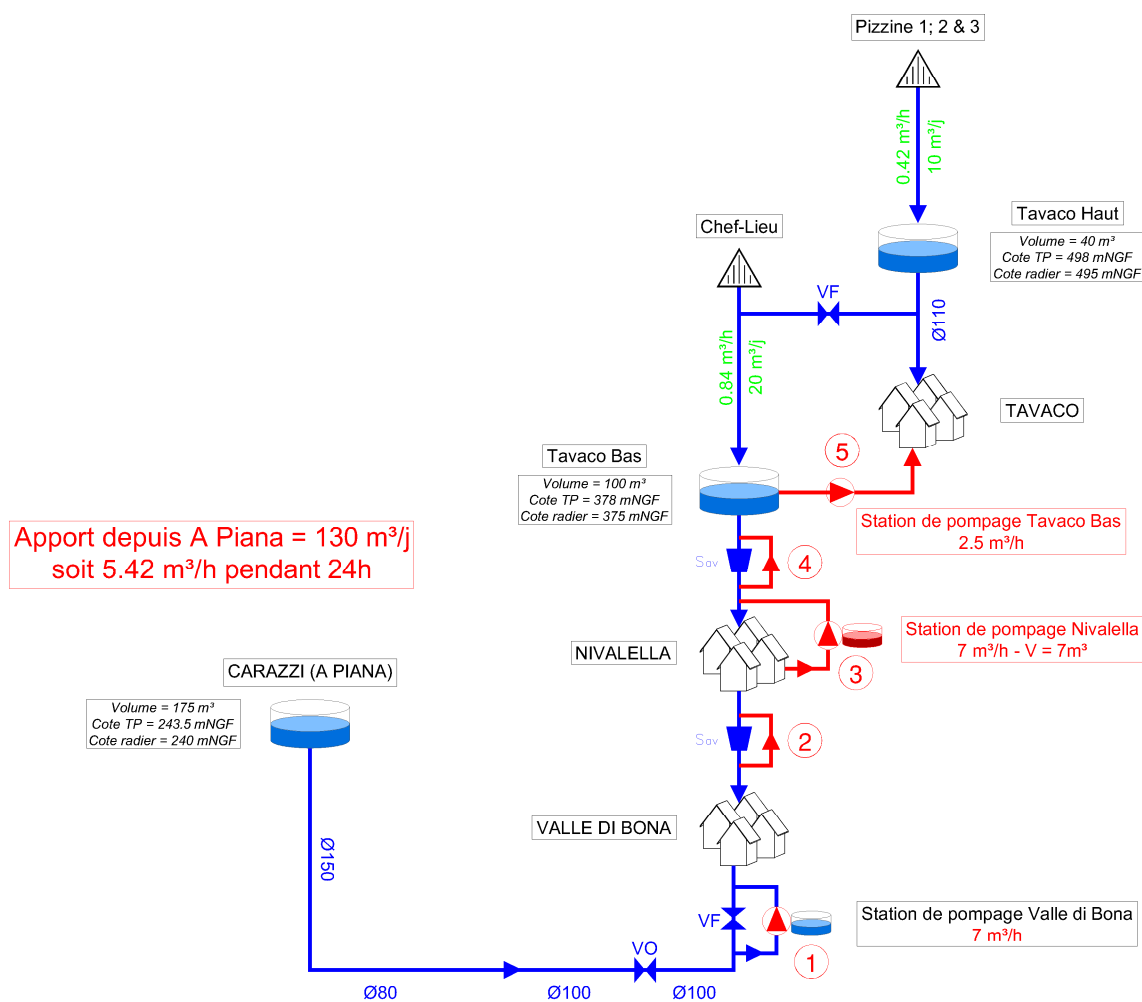 Pizzine 1; 2 & 3
0.42 m³/h
10 m³/j
Tavaco Haut
Volume = 40 m³
Cote TP = 498 mNGF
Cote radier = 495 mNGF
Chef-Lieu
VF
Ø110
0.84 m³/h
20 m³/j
TAVACO
Tavaco Bas
Volume = 100 m³
Cote TP = 378 mNGF
Cote radier = 375 mNGF
5
Station de pompage Tavaco Bas
2.5 m³/h
Apport depuis A Piana = 130 m³/j
soit 5.42 m³/h pendant 24h
Sav
4
NIVALELLA
Station de pompage Nivalella
7 m³/h - V = 7m³
3
CARAZZI (A PIANA)
Volume = 175 m³
Cote TP = 243.5 mNGF
Cote radier = 240 mNGF
Sav
2
VALLE DI BONA
Ø150
VF
Station de pompage Valle di Bona
7 m³/h
1
VO
Ø80
Ø100
Ø100